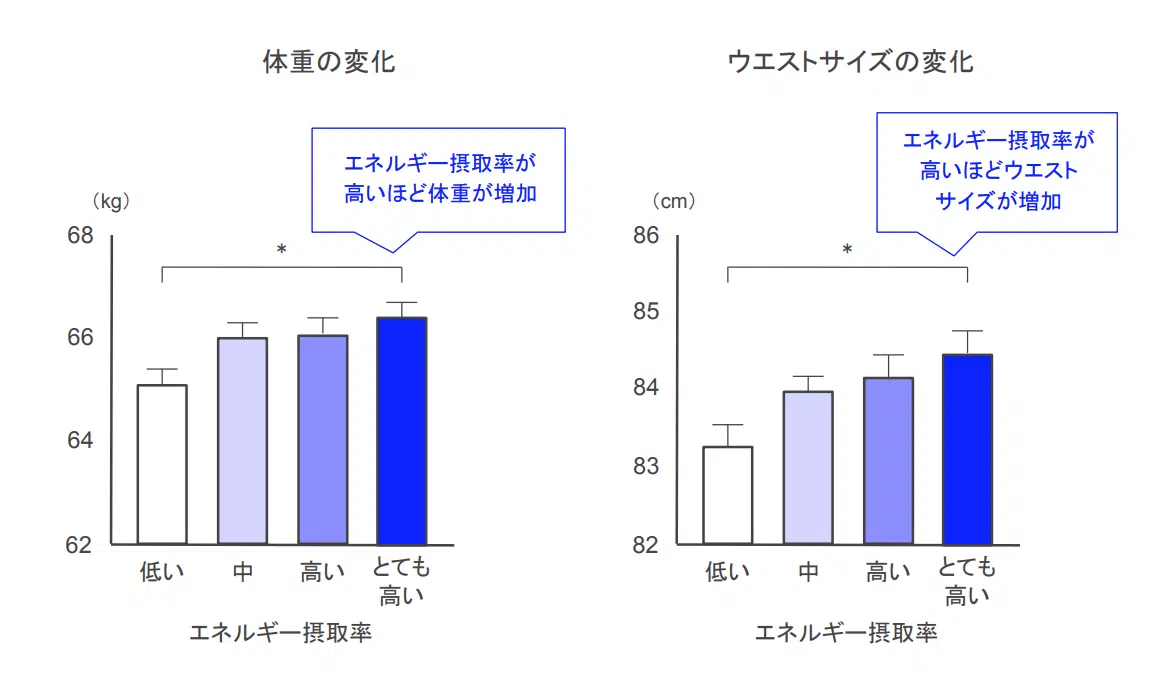 体重の変化
エネルギー摂取率が
高いほど体重が増加
（kg）
*
68
66
64
62
低い 中 高い とても
高い
エネルギー摂取率
ウエストサイズの変化
エネルギー摂取率が
高いほどウエスト
サイズが増加
（cm）
*
86
85
84
83
82
低い 中 高い とても
高い
エネルギー摂取率